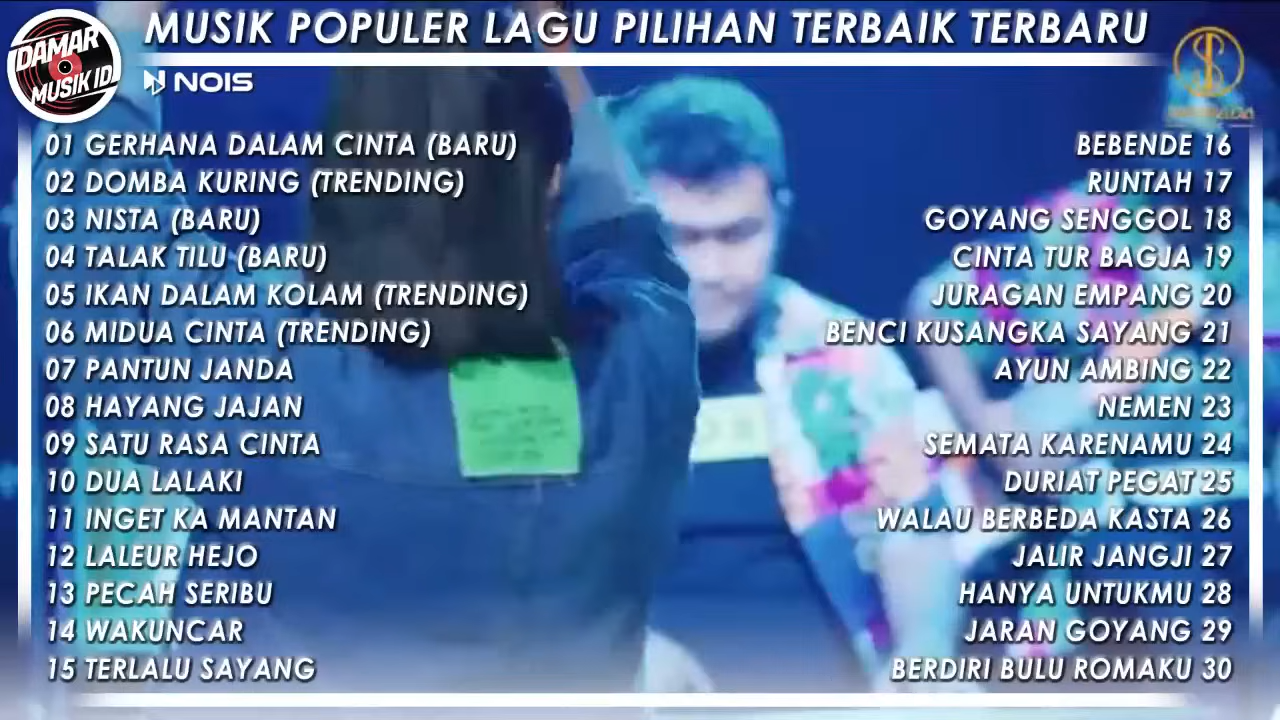 MUSIK POPULER LAGU PILIHAN TERBAIK TERBARU
DAMAR
MUSIK ID
NOIS
01 GERHANA DALAM CINTA (BARU)
02 DOMBA KURING (TRENDING)
03 NISTA (BARU)
04 TALAK TILU (BARU)
05 IKAN DALAM KOLAM (TRENDING)
06 MIDUA CINTA (TRENDING)
07 PANTUN JANDA
08 HAYANG JAJAN
09 SATU RASA CINTA
10 DUA LALAKI
11 INGET KA MANTAN
12 LALEUR HEJO
13 PECAH SERIBU
14 WAKUNCAR
15 TERLALU SAYANG
BEBENDE 16
RUNTAH 17
GOYANG SENGGOL 18
CINTA TUR BAGJA 19
JURAGAN EMPANG 20
BENCI KUSANGKA SAYANG 21
AYUN AMBING 22
NEMEN 23
SEMATA KARENAMU 24
DURIAT PEGAT 25
WALAU BERBEDA KASTA 26
JALIR JANGJI 27
HANYA UNTUKMU 28
JARAN GOYANG 29
BERDIRI BULU ROMAKU 30